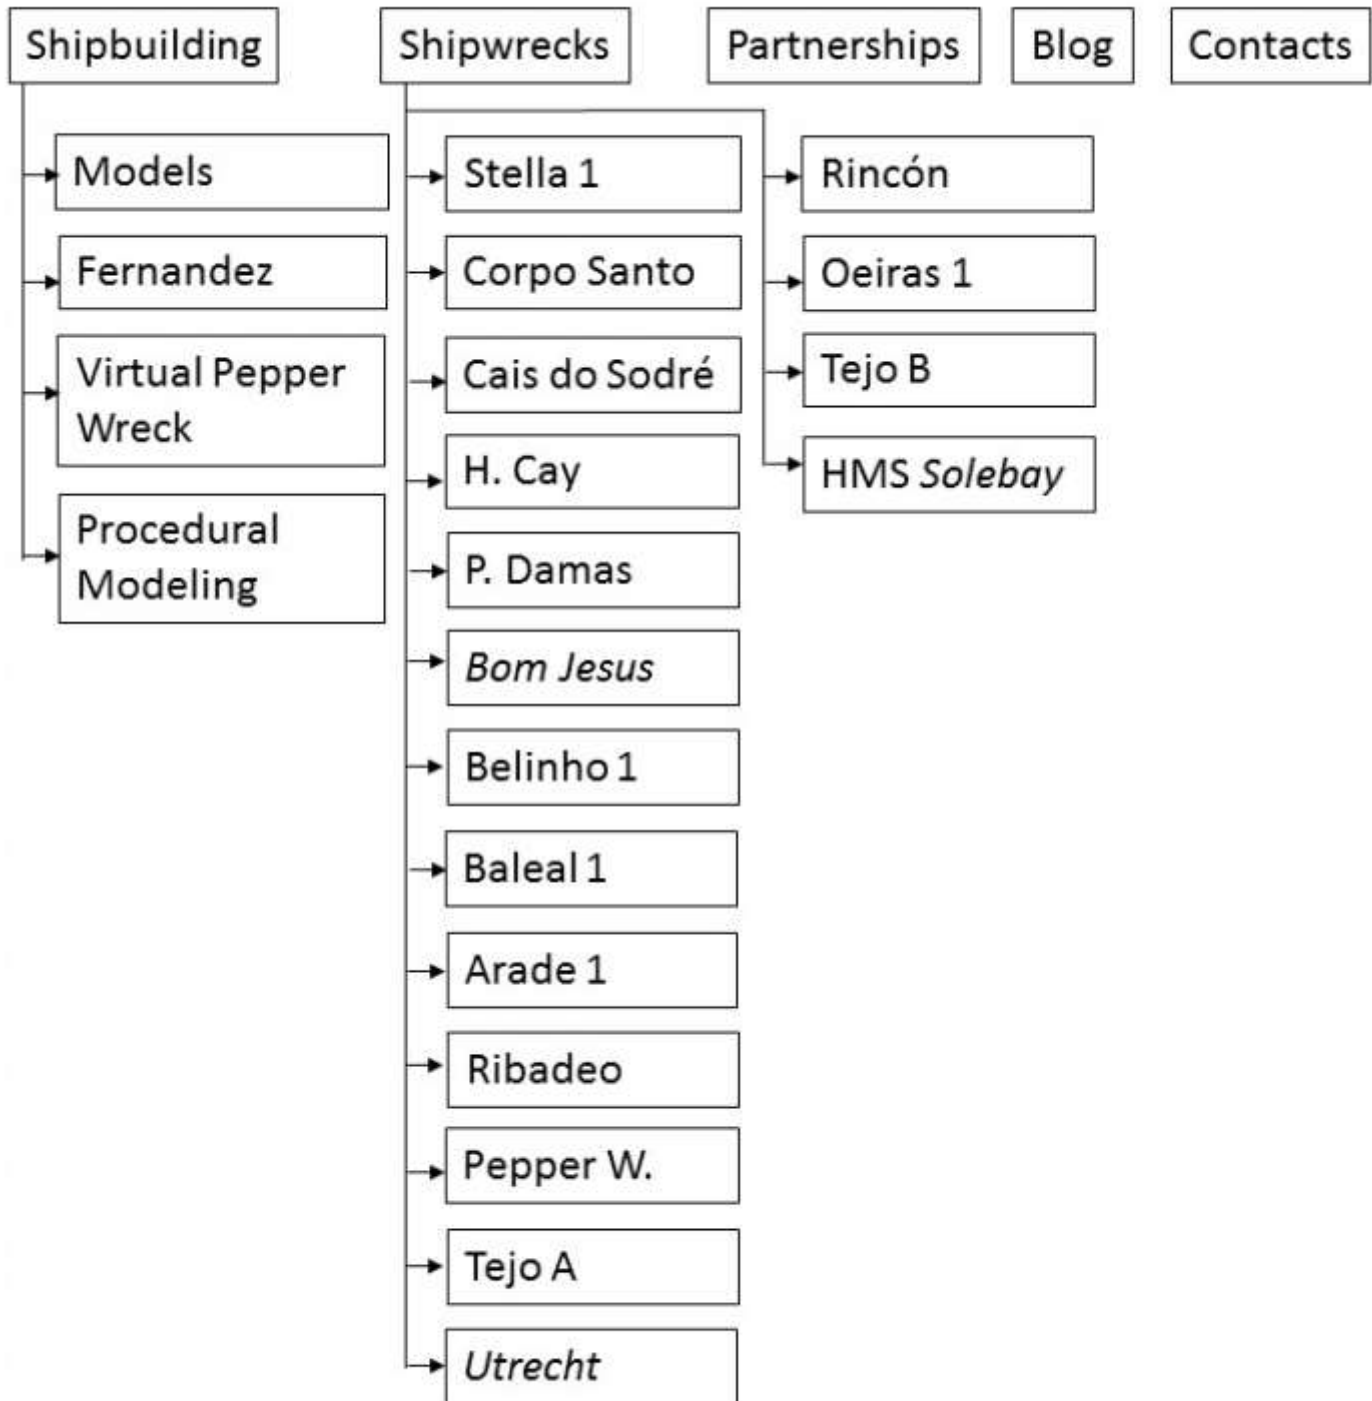 Shipbuilding
Shipwrecks
Partnerships
Blog
Contacts
Models
Fernandez
Virtual Pepper
Wreck
Procedural
Modeling
Stella 1
Corpo Santo
Cais do Sodré
H. Cay
P. Damas
Bom Jesus
Belinho 1
Baleal 1
Arade 1
Ribadeo
Pepper W.
Tejo A
Utrecht
Rincón
Oeiras 1
Tejo B
HMS Solebay